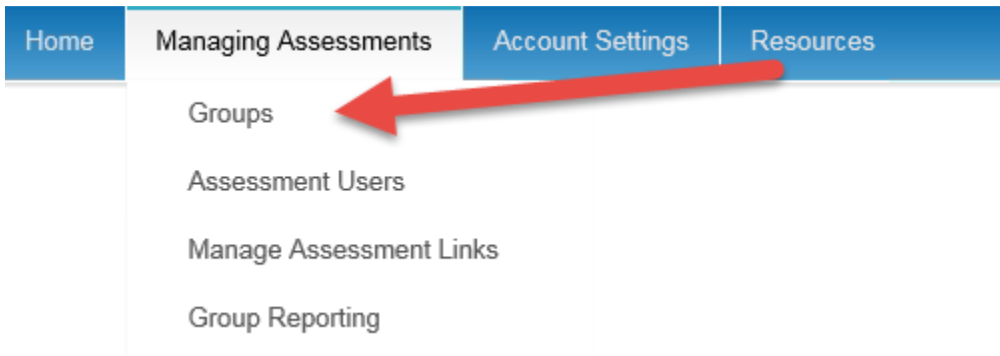 Home Managing Assessments Account Settings Resources
Groups
Assessment Users
Manage Assessment Links
Group Reporting